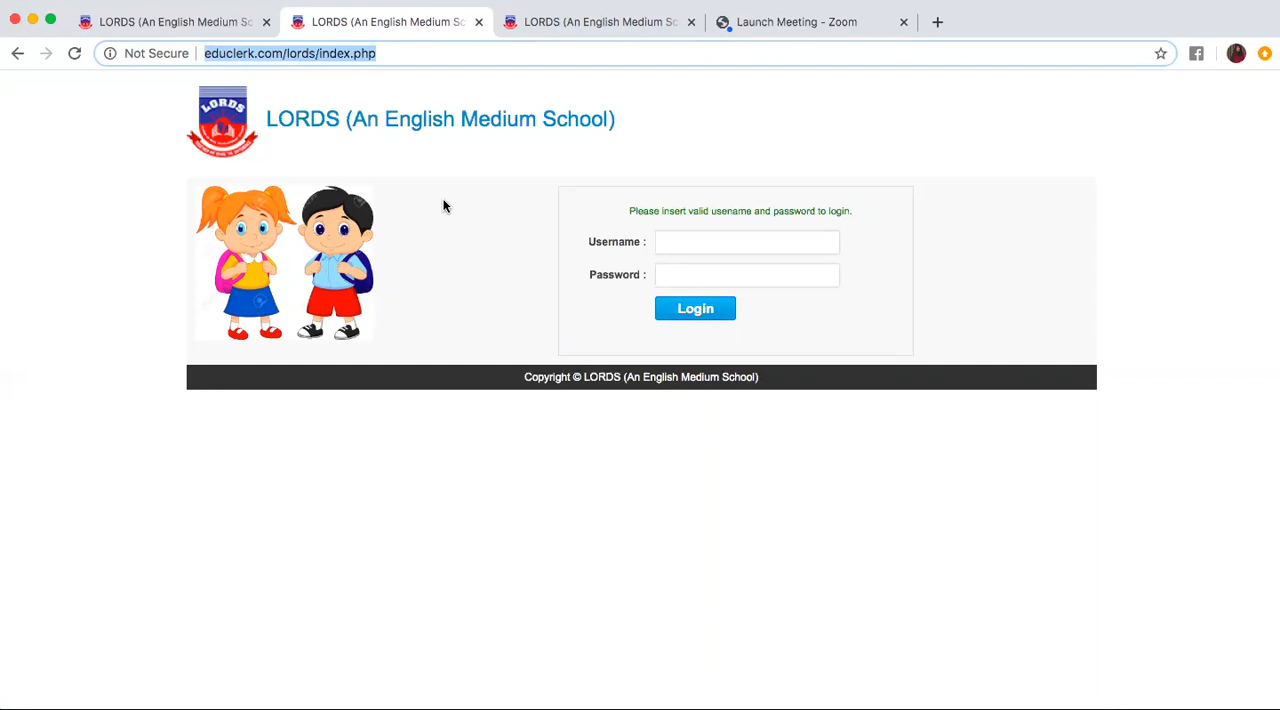 LORDS (An English Medium Sc
LORDS (An English Medium Sc
LORDS (An English Medium Sc
Launch Meeting - Zoom
Not Secure
educlerk.com/lords/index.php
LORDS
LORDS (An English Medium School)
Please insert valid username and password to login.
Username :
Password :
Login
Copyright © LORDS (An English Medium School)